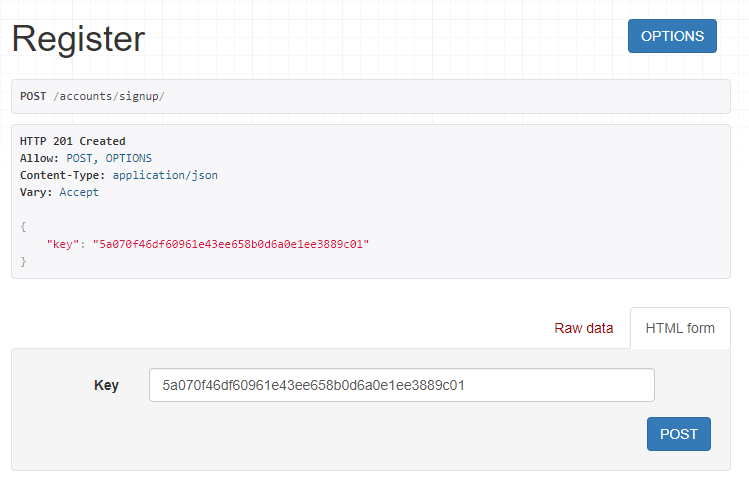 Register
OPTIONS
POST /accounts/signup/
HTTP 201 Created
Allow: POST, OPTIONS
Content-Type: application/json
Vary: Accept
{
    "key": "5a070f46df60961e43ee658b0d6a0e1ee3889c01"
}
Raw data
HTML form
Key
5a070f46df60961e43ee658b0d6a0e1ee3889c01
POST